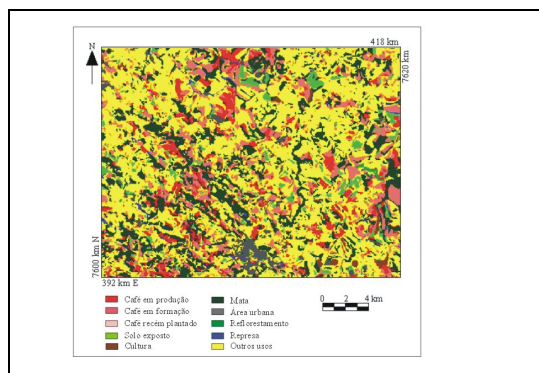 418 km
N
7620 km
7600 km N
392 km E
Café em produção
Café em formação
Café recém plantado
Solo exposto
Cultura
Mata
Área urbana
Reflorestamento
Represa
Outros usos
0 2 4 km